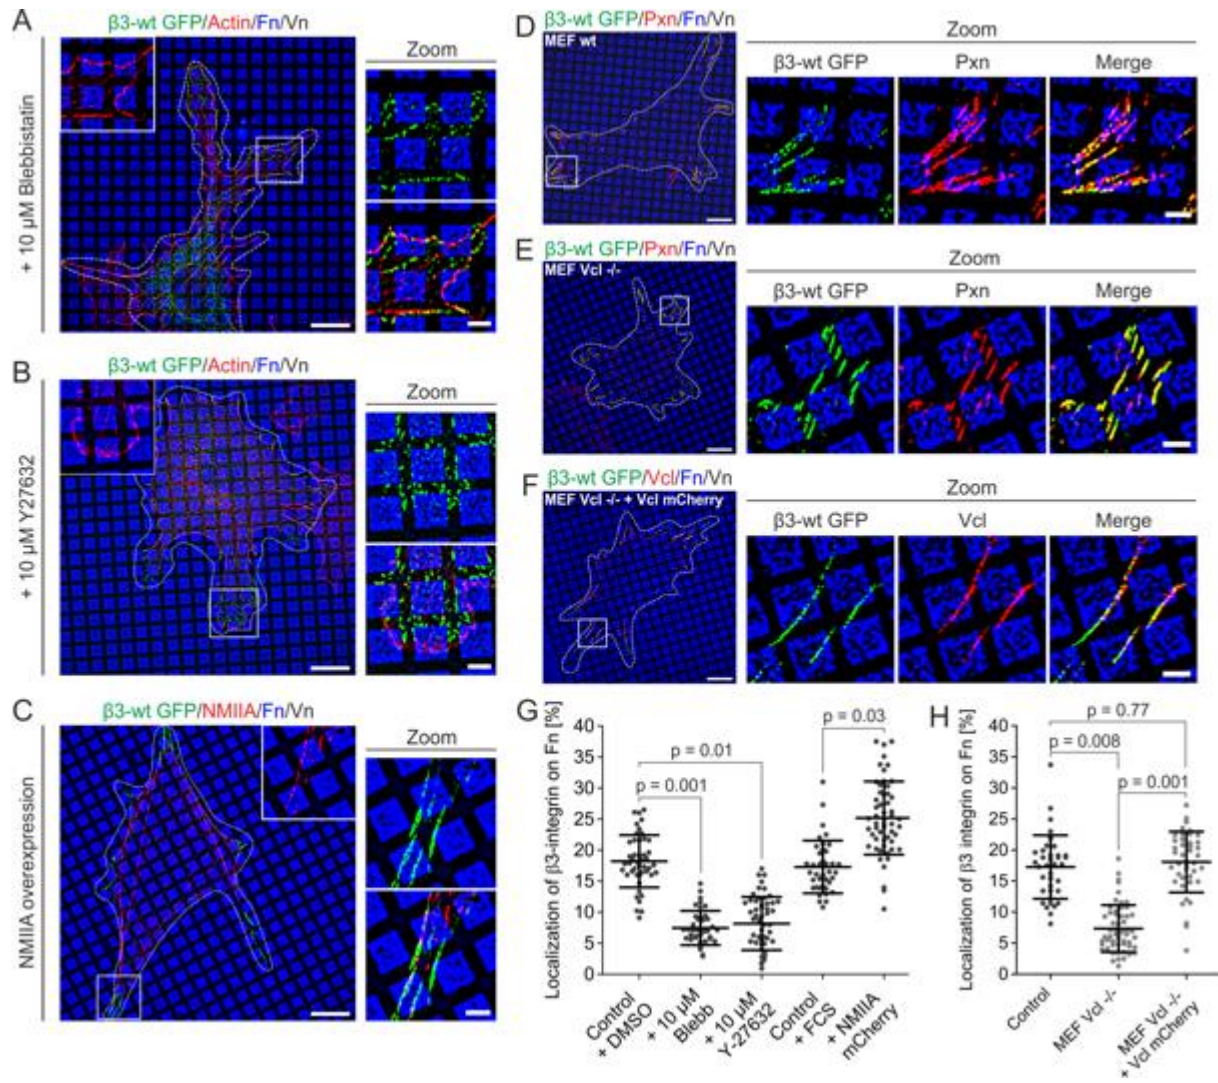 A
β3-wt GFP/Actin/Fn/Vn
Zoom
+ 10 μM Blebbistatin
B
β3-wt GFP/Actin/Fn/Vn
Zoom
+ 10 μM Y27632
C
β3-wt GFP/NMIIA/Fn/Vn
Zoom
NMIIA overexpression
D
β3-wt GFP/Pxn/Fn/Vn
MEF wt
Zoom
β3-wt GFP
Pxn
Merge
E
β3-wt GFP/Pxn/Fn/Vn
MEF Vcl -/-
Zoom
β3-wt GFP
Pxn
Merge
F
β3-wt GFP/Vcl/Fn/Vn
MEF Vcl -/- + Vcl mCherry
Zoom
β3-wt GFP
Vcl
Merge
G
Localization of β3-integrin on Fn [%]
40
35
30
25
20
15
10
5
0
p = 0.001
p = 0.01
p = 0.03
Control
+ DMSO
+ 10 μM
Blebb
+ 10 μM
Y-27632
Control
+ FCS
+ NMIIA
mCherry
H
Localization of β3 integrin on Fn [%]
40
35
30
25
20
15
10
5
0
p = 0.77
p = 0.008
p = 0.001
Control
MEF Vcl -/-
MEF Vcl -/-
+ Vcl mCherry